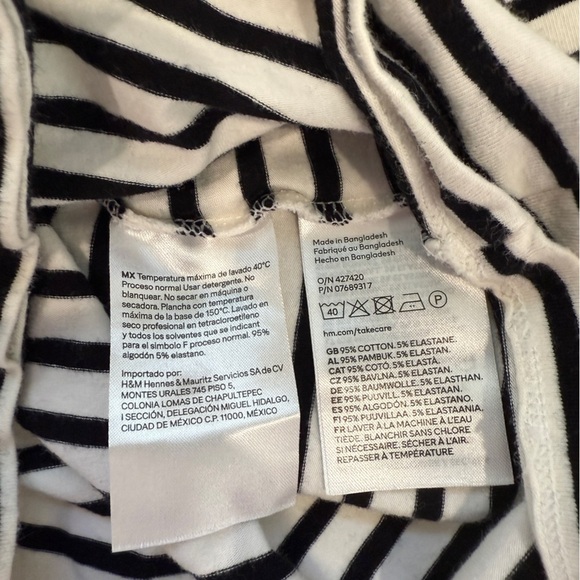 MX Temperatura máxima de lavado 40°C
Proceso normal Usar detergente. No
blanquear. No secar en máquina o
secadora. Plancha con temperatura
máxima de la base de 150°C. Lavado en
seco profesional en tetracloroetileno
y todos los solventes que se indican
para el símbolo F proceso normal. 95%
algodón 5% elastano.
Importado por:
H&M Hennes & Mauritz Servicios SA de CV
MONTES URALES 745 PISO 5,
COLONIA LOMAS DE CHAPULTEPEC
I SECCIÓN, DELEGACIÓN MIGUEL HIDALGO,
CIUDAD DE MÉXICO C.P. 11000, MÉXICO
Made in Bangladesh
Fabriqué au Bangladesh
Hecho en Bangladesh
O/N 427420
P/N 07689317
40 P
hm.com/takecare
GB 95% COTTON. 5% ELASTANE.
AL 95% PAMBUK. 5% ELASTAN.
CAT 95% COTÓ. 5% ELASTÀ.
CZ 95% BAVLNA. 5% ELASTAN.
DE 95% BAUMWOLLE. 5% ELASTHAN.
EE 95% PUUVILL. 5% ELASTAAN.
ES 95% ALGODÓN. 5% ELASTANO.
FI 95% PUUVILLAA. 5% ELASTAANIA.
FR LAVER À LA MACHINE À L'EAU
TIÈDE. BLANCHIR SANS CHLORE
SI NÉCESSAIRE. SÉCHER À L'AIR.
REPASSER À TEMPÉRATURE